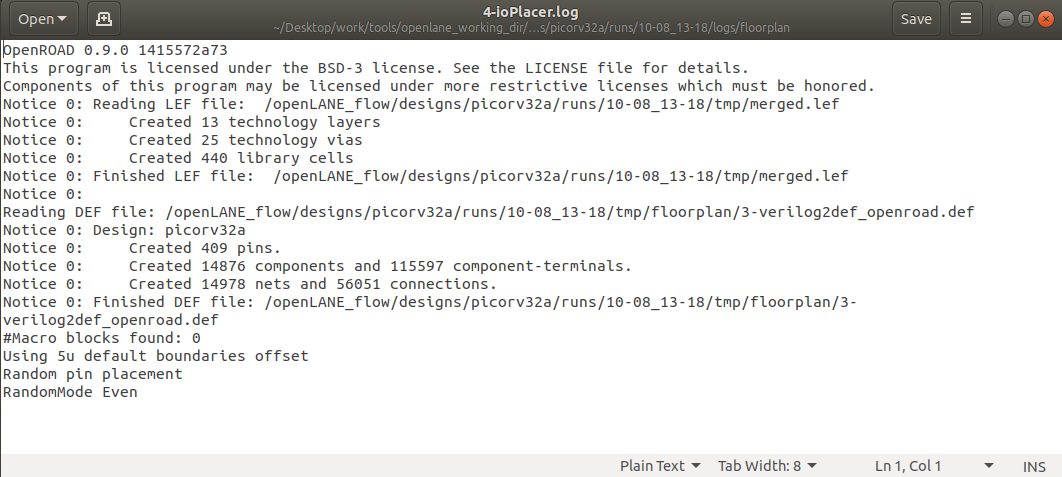 Open
4-ioPlacer.log
~/Desktop/work/tools/openlane_working_dir/...s/picorv32a/runs/10-08_13-18/logs/floorplan
Save
OpenROAD 0.9.0 1415572a73
This program is licensed under the BSD-3 license. See the LICENSE file for details.
Components of this program may be licensed under more restrictive licenses which must be honored.
Notice 0: Reading LEF file:  /openLANE_flow/designs/picorv32a/runs/10-08_13-18/tmp/merged.lef
Notice 0:     Created 13 technology layers
Notice 0:     Created 25 technology vias
Notice 0:     Created 440 library cells
Notice 0: Finished LEF file:  /openLANE_flow/designs/picorv32a/runs/10-08_13-18/tmp/merged.lef
Notice 0:
Reading DEF file: /openLANE_flow/designs/picorv32a/runs/10-08_13-18/tmp/floorplan/3-verilog2def_openroad.def
Notice 0: Design: picorv32a
Notice 0:     Created 409 pins.
Notice 0:     Created 14876 components and 115597 component-terminals.
Notice 0:     Created 14978 nets and 56051 connections.
Notice 0: Finished DEF file: /openLANE_flow/designs/picorv32a/runs/10-08_13-18/tmp/floorplan/3-
verilog2def_openroad.def
#Macro blocks found: 0
Using 5u default boundaries offset
Random pin placement
RandomMode Even
Plain Text
Tab Width: 8
Ln 1, Col 1
INS